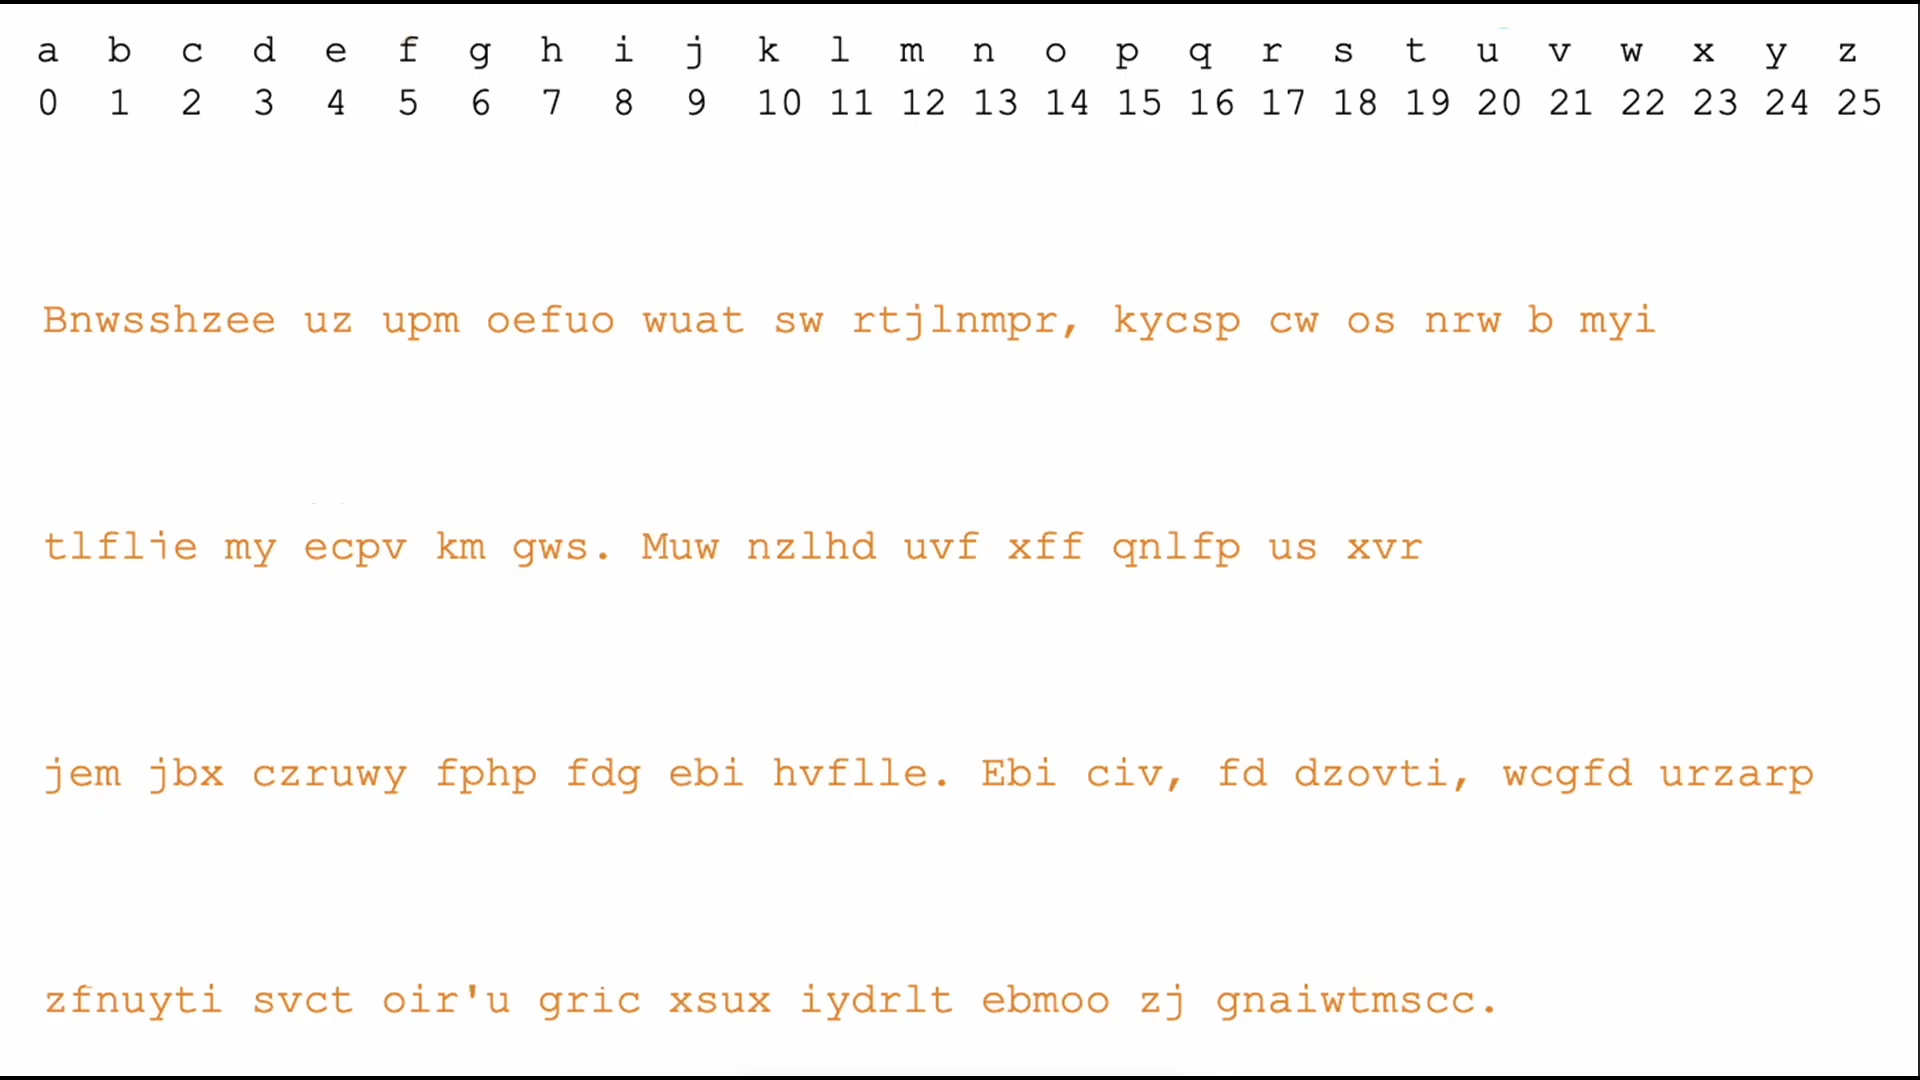 a b c d e f g h i j k l m n o p q r s t u v w x y z
0 1 2 3 4 5 6 7 8 9 10 11 12 13 14 15 16 17 18 19 20 21 22 23 24 25
Bnwsshzee uz upm oefuo wuat sw rtjlnmpr, kycsp cw os nrw b myi
tlflie my ecpv km gws. Muw nzlhd uvf xff qnlfp us xvr
jem jbx czruwy fphp fdg ebi hvflle. Ebi civ, fd dzovti, wcgfd urzarp
zfnuyti svct oir'u gric xsux iydrlt ebmoo zj gnaiwtmscc.